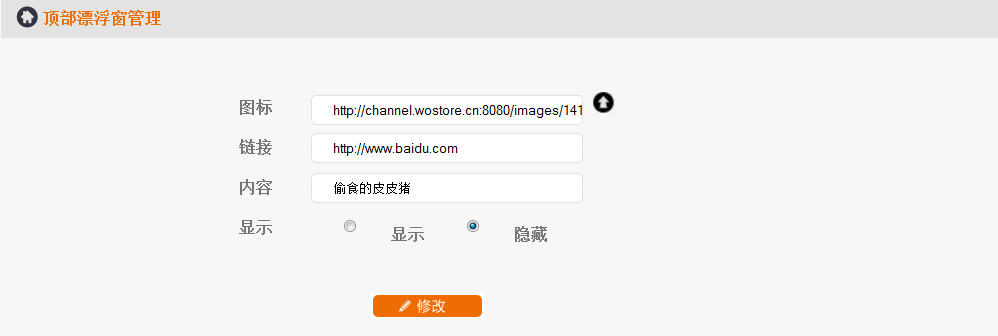 顶部漂浮窗管理
图标 http://channel.wostore.cn:8080/images/141
链接 http://www.baidu.com
内容 偷食的皮皮猪
显示 显示 隐藏
修改